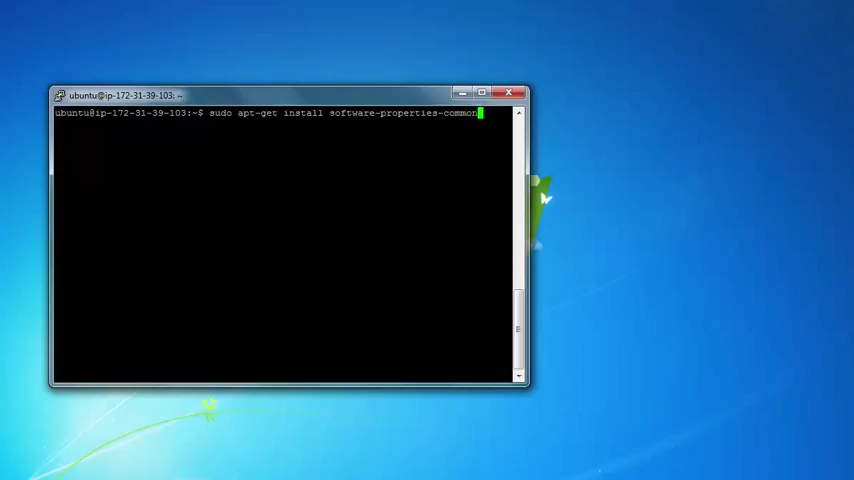 ubuntu@ip-172-31-39-103: ~
ubuntu@ip-172-31-39-103:~$ sudo apt-get install software-properties-common